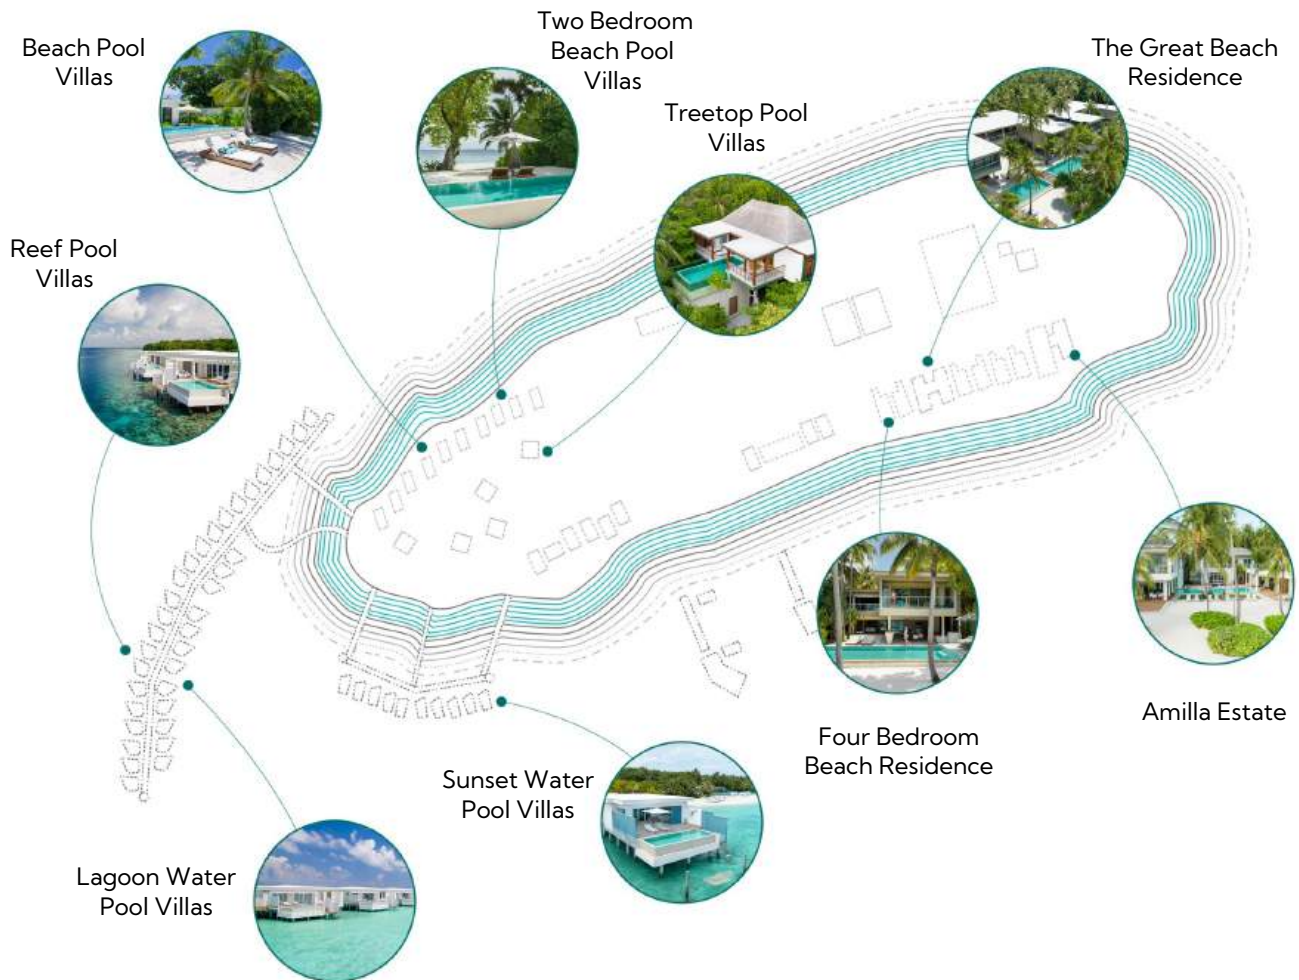 Beach Pool
Villas
Two Bedroom
Beach Pool
Villas
The Great Beach
Residence
Treetop Pool
Villas
Reef Pool
Villas
Amilla Estate
Four Bedroom
Beach Residence
Sunset Water
Pool Villas
Lagoon Water
Pool Villas